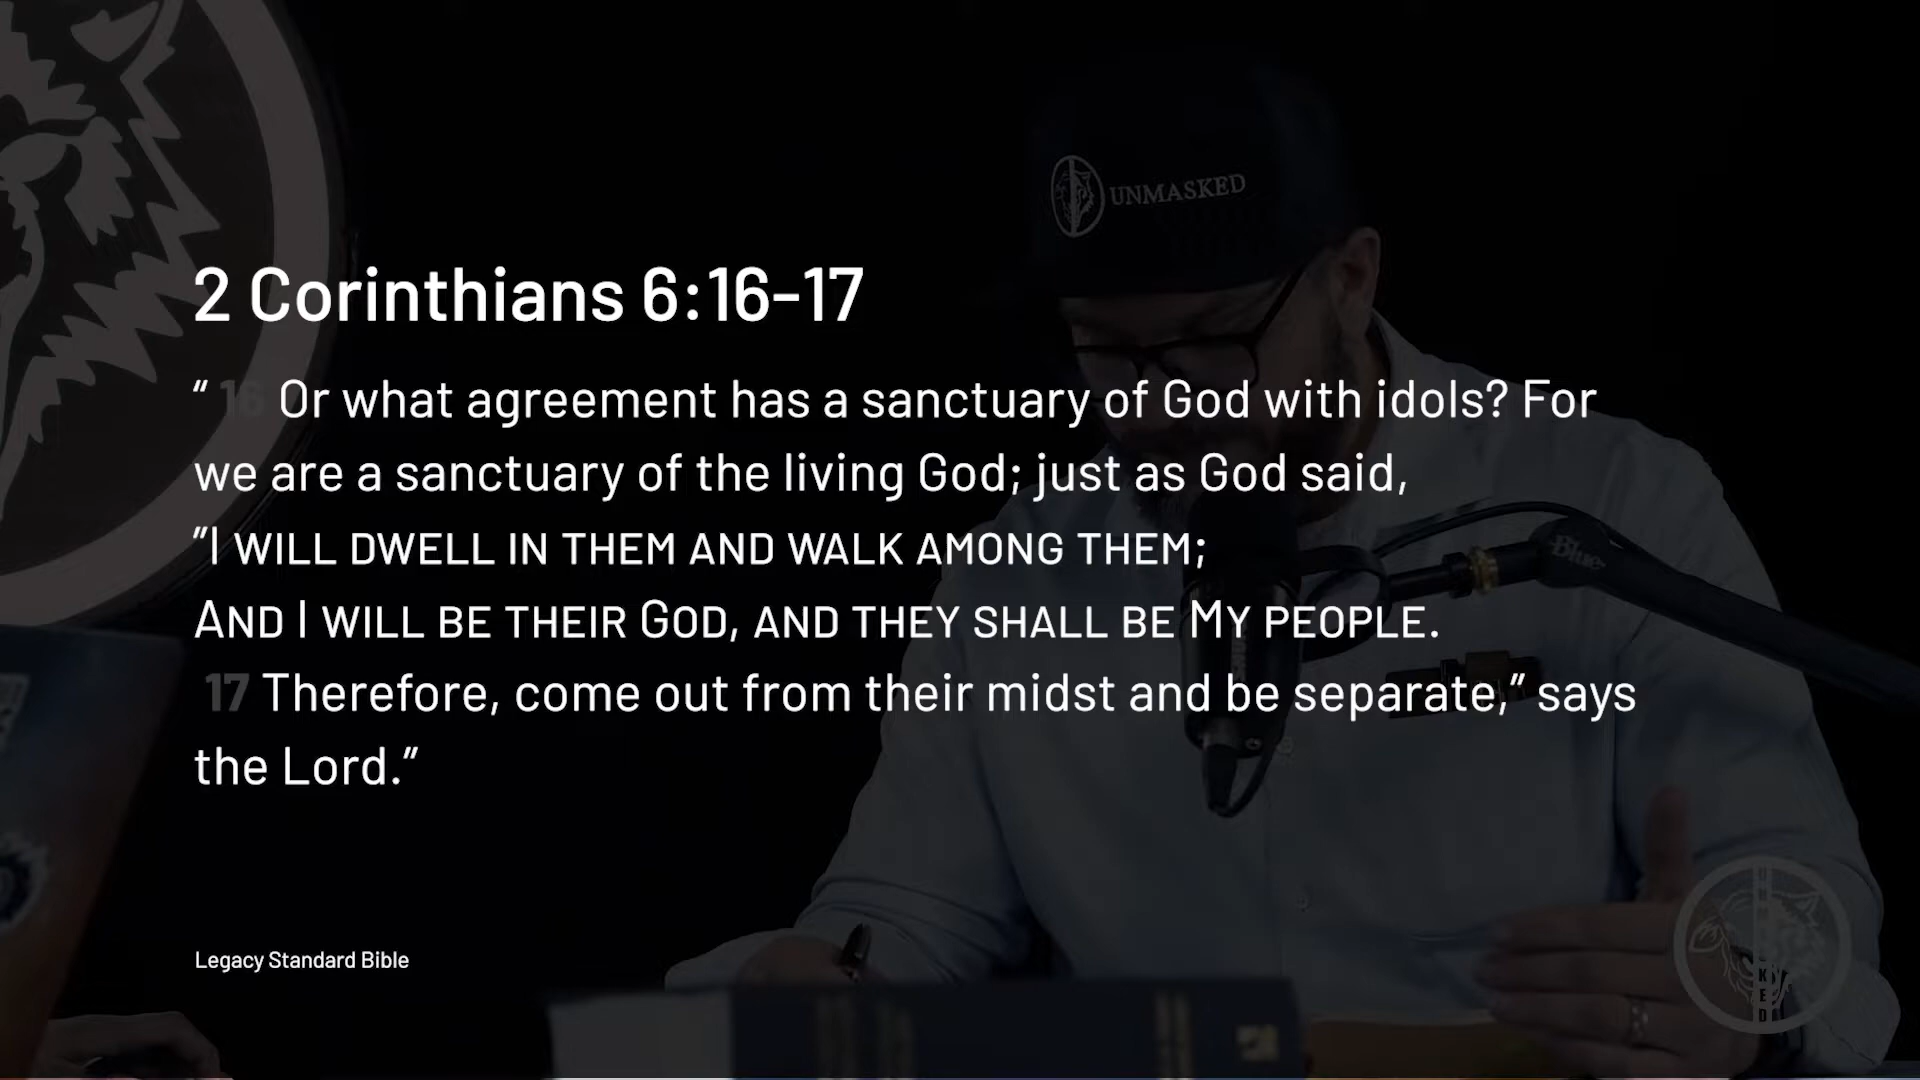 UNMASKED
2 Corinthians 6:16-17
“ 16 Or what agreement has a sanctuary of God with idols? For
we are a sanctuary of the living God; just as God said,
”I WILL DWELL IN THEM AND WALK AMONG THEM;
AND I WILL BE THEIR GOD, AND THEY SHALL BE MY PEOPLE.
17 Therefore, come out from their midst and be separate,” says
the Lord.”
Blue
Legacy Standard Bible
UNMASKED